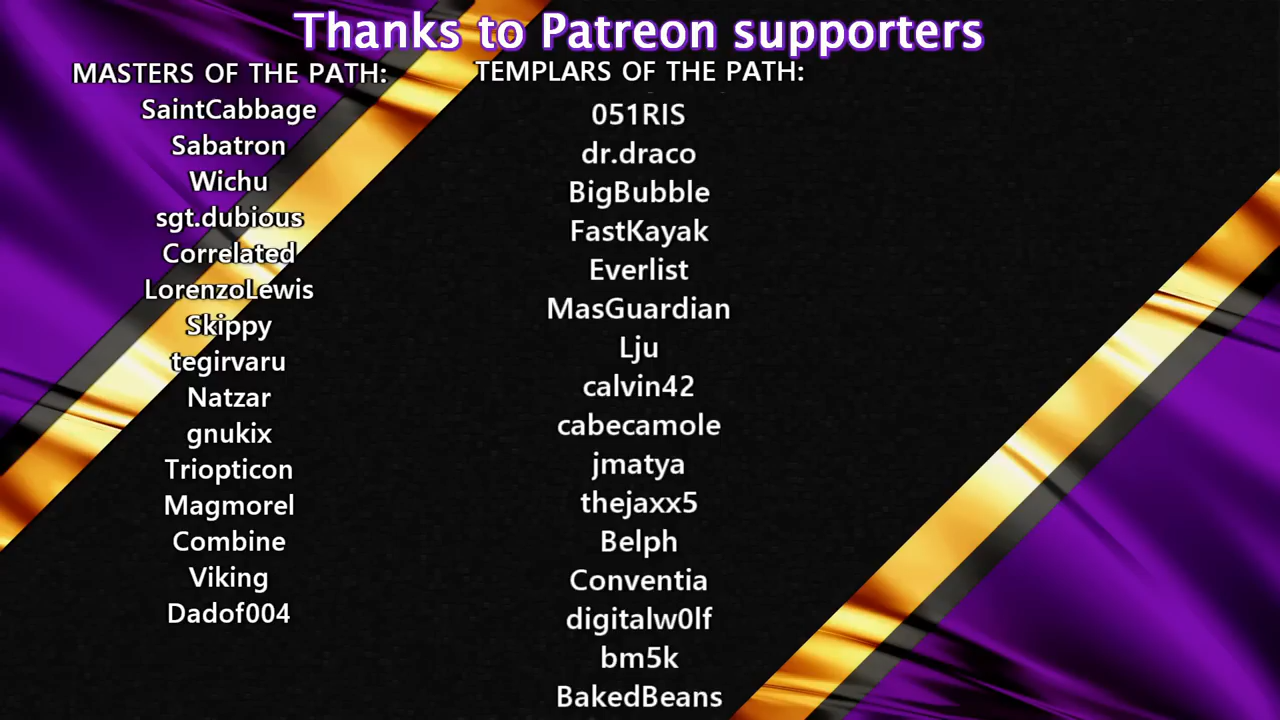 Thanks to Patreon supporters
MASTERS OF THE PATH:
SaintCabbage
Sabatron
Wichu
sgt.dubious
Correlated
LorenzoLewis
Skippy
tegirvaru
Natzar
gnukix
Triopticon
Magmorel
Combine
Viking
Dadof004
TEMPLARS OF THE PATH:
051RIS
dr.draco
BigBubble
FastKayak
Everlist
MasGuardian
Lju
calvin42
cabecamole
jmatya
thejaxx5
Belph
Conventia
digitalw0lf
bm5k
BakedBeans